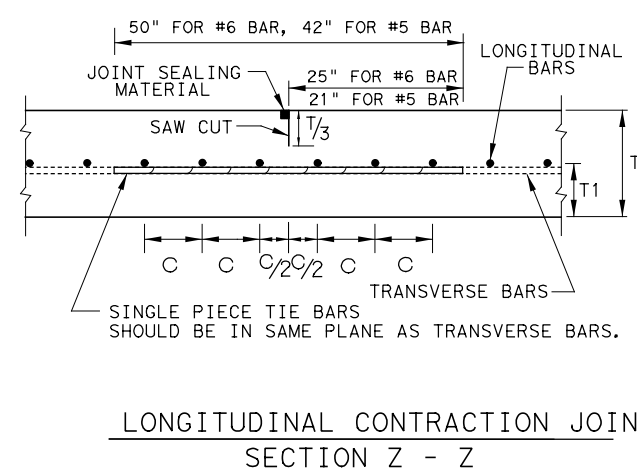 50" FOR #6 BAR, 42" FOR #5 BAR
LONGITUDINAL
BARS
JOINT SEALING
MATERIAL
25" FOR #6 BAR
21" FOR #5 BAR
SAW CUT
T/3
T
T1
C C C/2 C/2 C C
TRANSVERSE BARS
SINGLE PIECE TIE BARS
SHOULD BE IN SAME PLANE AS TRANSVERSE BARS.
LONGITUDINAL CONTRACTION JOIN
SECTION Z - Z